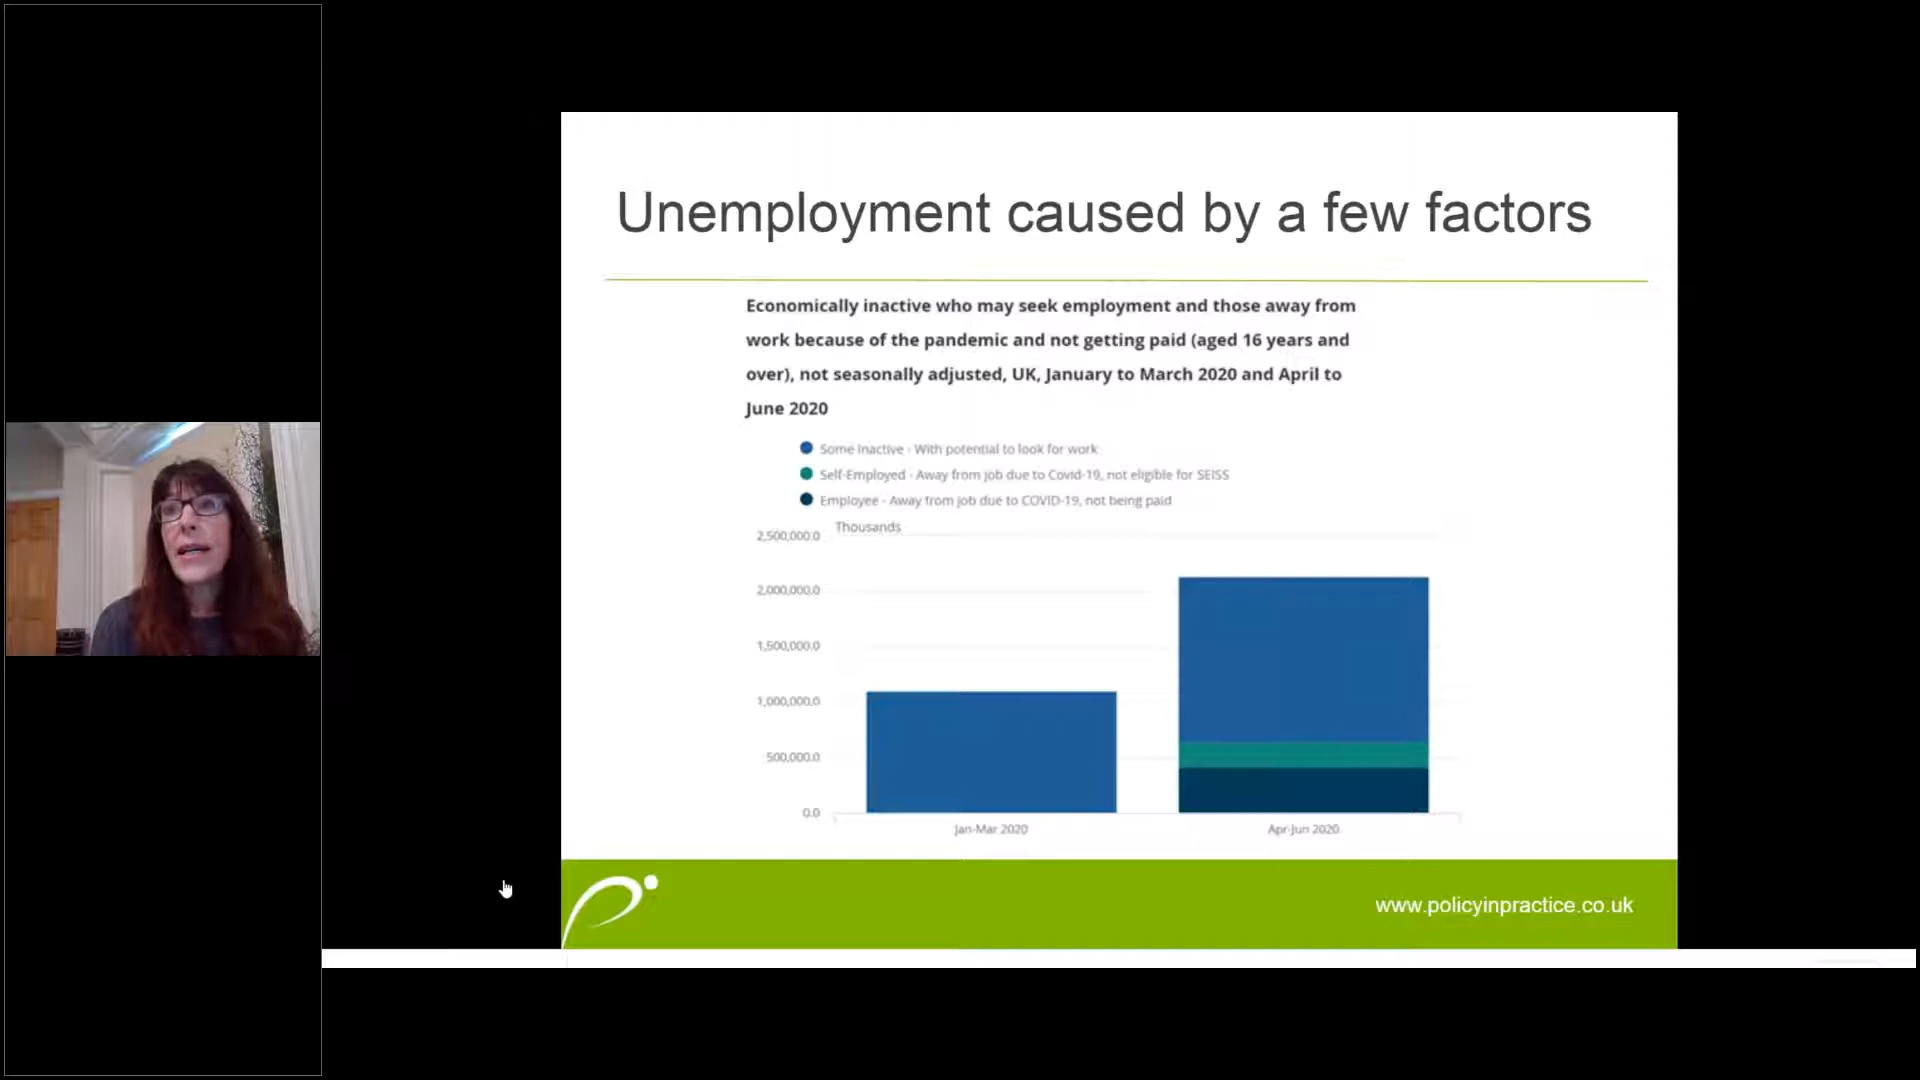 Unemployment caused by a few factors
Economically inactive who may seek employment and those away from
work because of the pandemic and not getting paid (aged 16 years and
over), not seasonally adjusted, UK, January to March 2020 and April to
June 2020
Some Inactive - With potential to look for work
Self-Employed - Away from job due to Covid-19, not eligible for SEISS
Employee - Away from job due to COVID-19, not being paid
Thousands
2,500,000.0
2,000,000.0
1,500,000.0
1,000,000.0
500,000.0
0.0
Jan-Mar 2020
Apr-Jun 2020
www.policyinpractice.co.uk